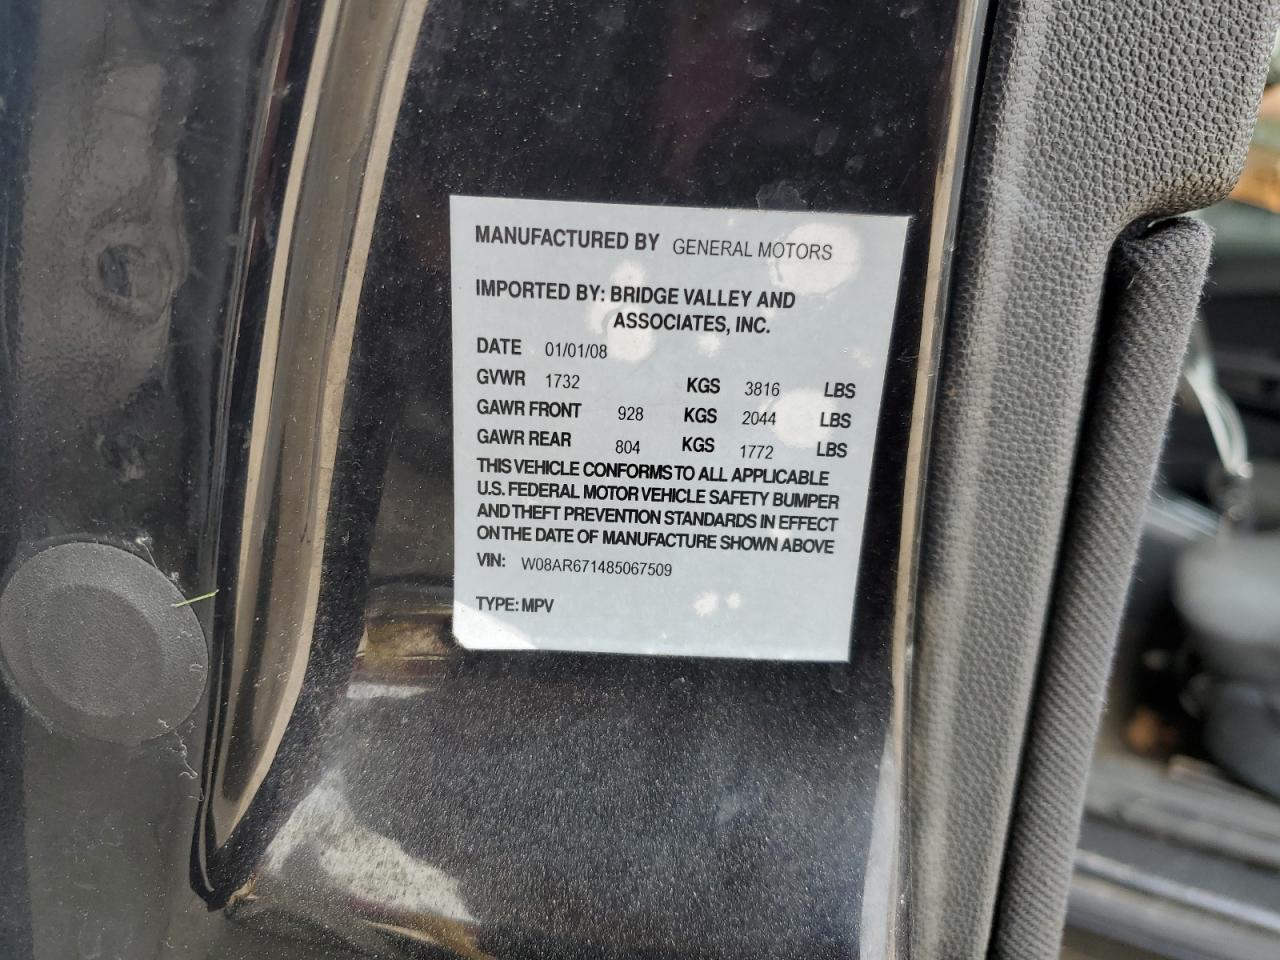 MANUFACTURED BY GENERAL MOTORS
IMPORTED BY: BRIDGE VALLEY AND
ASSOCIATES, INC.
DATE 01/01/08
GVWR 1732 KGS 3816 LBS
GAWR FRONT 928 KGS 2044 LBS
GAWR REAR 804 KGS 1772 LBS
THIS VEHICLE CONFORMS TO ALL APPLICABLE
U.S. FEDERAL MOTOR VEHICLE SAFETY BUMPER
AND THEFT PREVENTION STANDARDS IN EFFECT
ON THE DATE OF MANUFACTURE SHOWN ABOVE
VIN: W08AR671485067509
TYPE: MPV